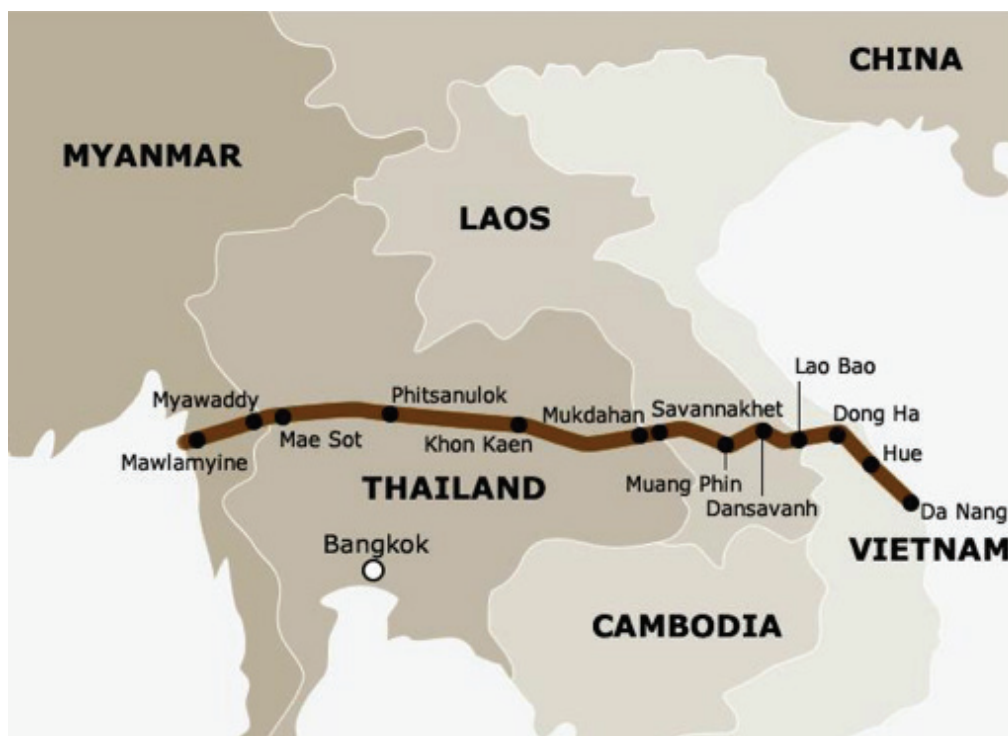 CHINA
MYANMAR
LAOS
Lao Bao
Myawaddy
Phitsanulok
Mukdahan
Savannakhet
Dong Ha
Mae Sot
Khon Kaen
Hue
Mawlamyine
Muang Phin
THAILAND
Dansavanh
Da Nang
Bangkok
VIETNAM
CAMBODIA